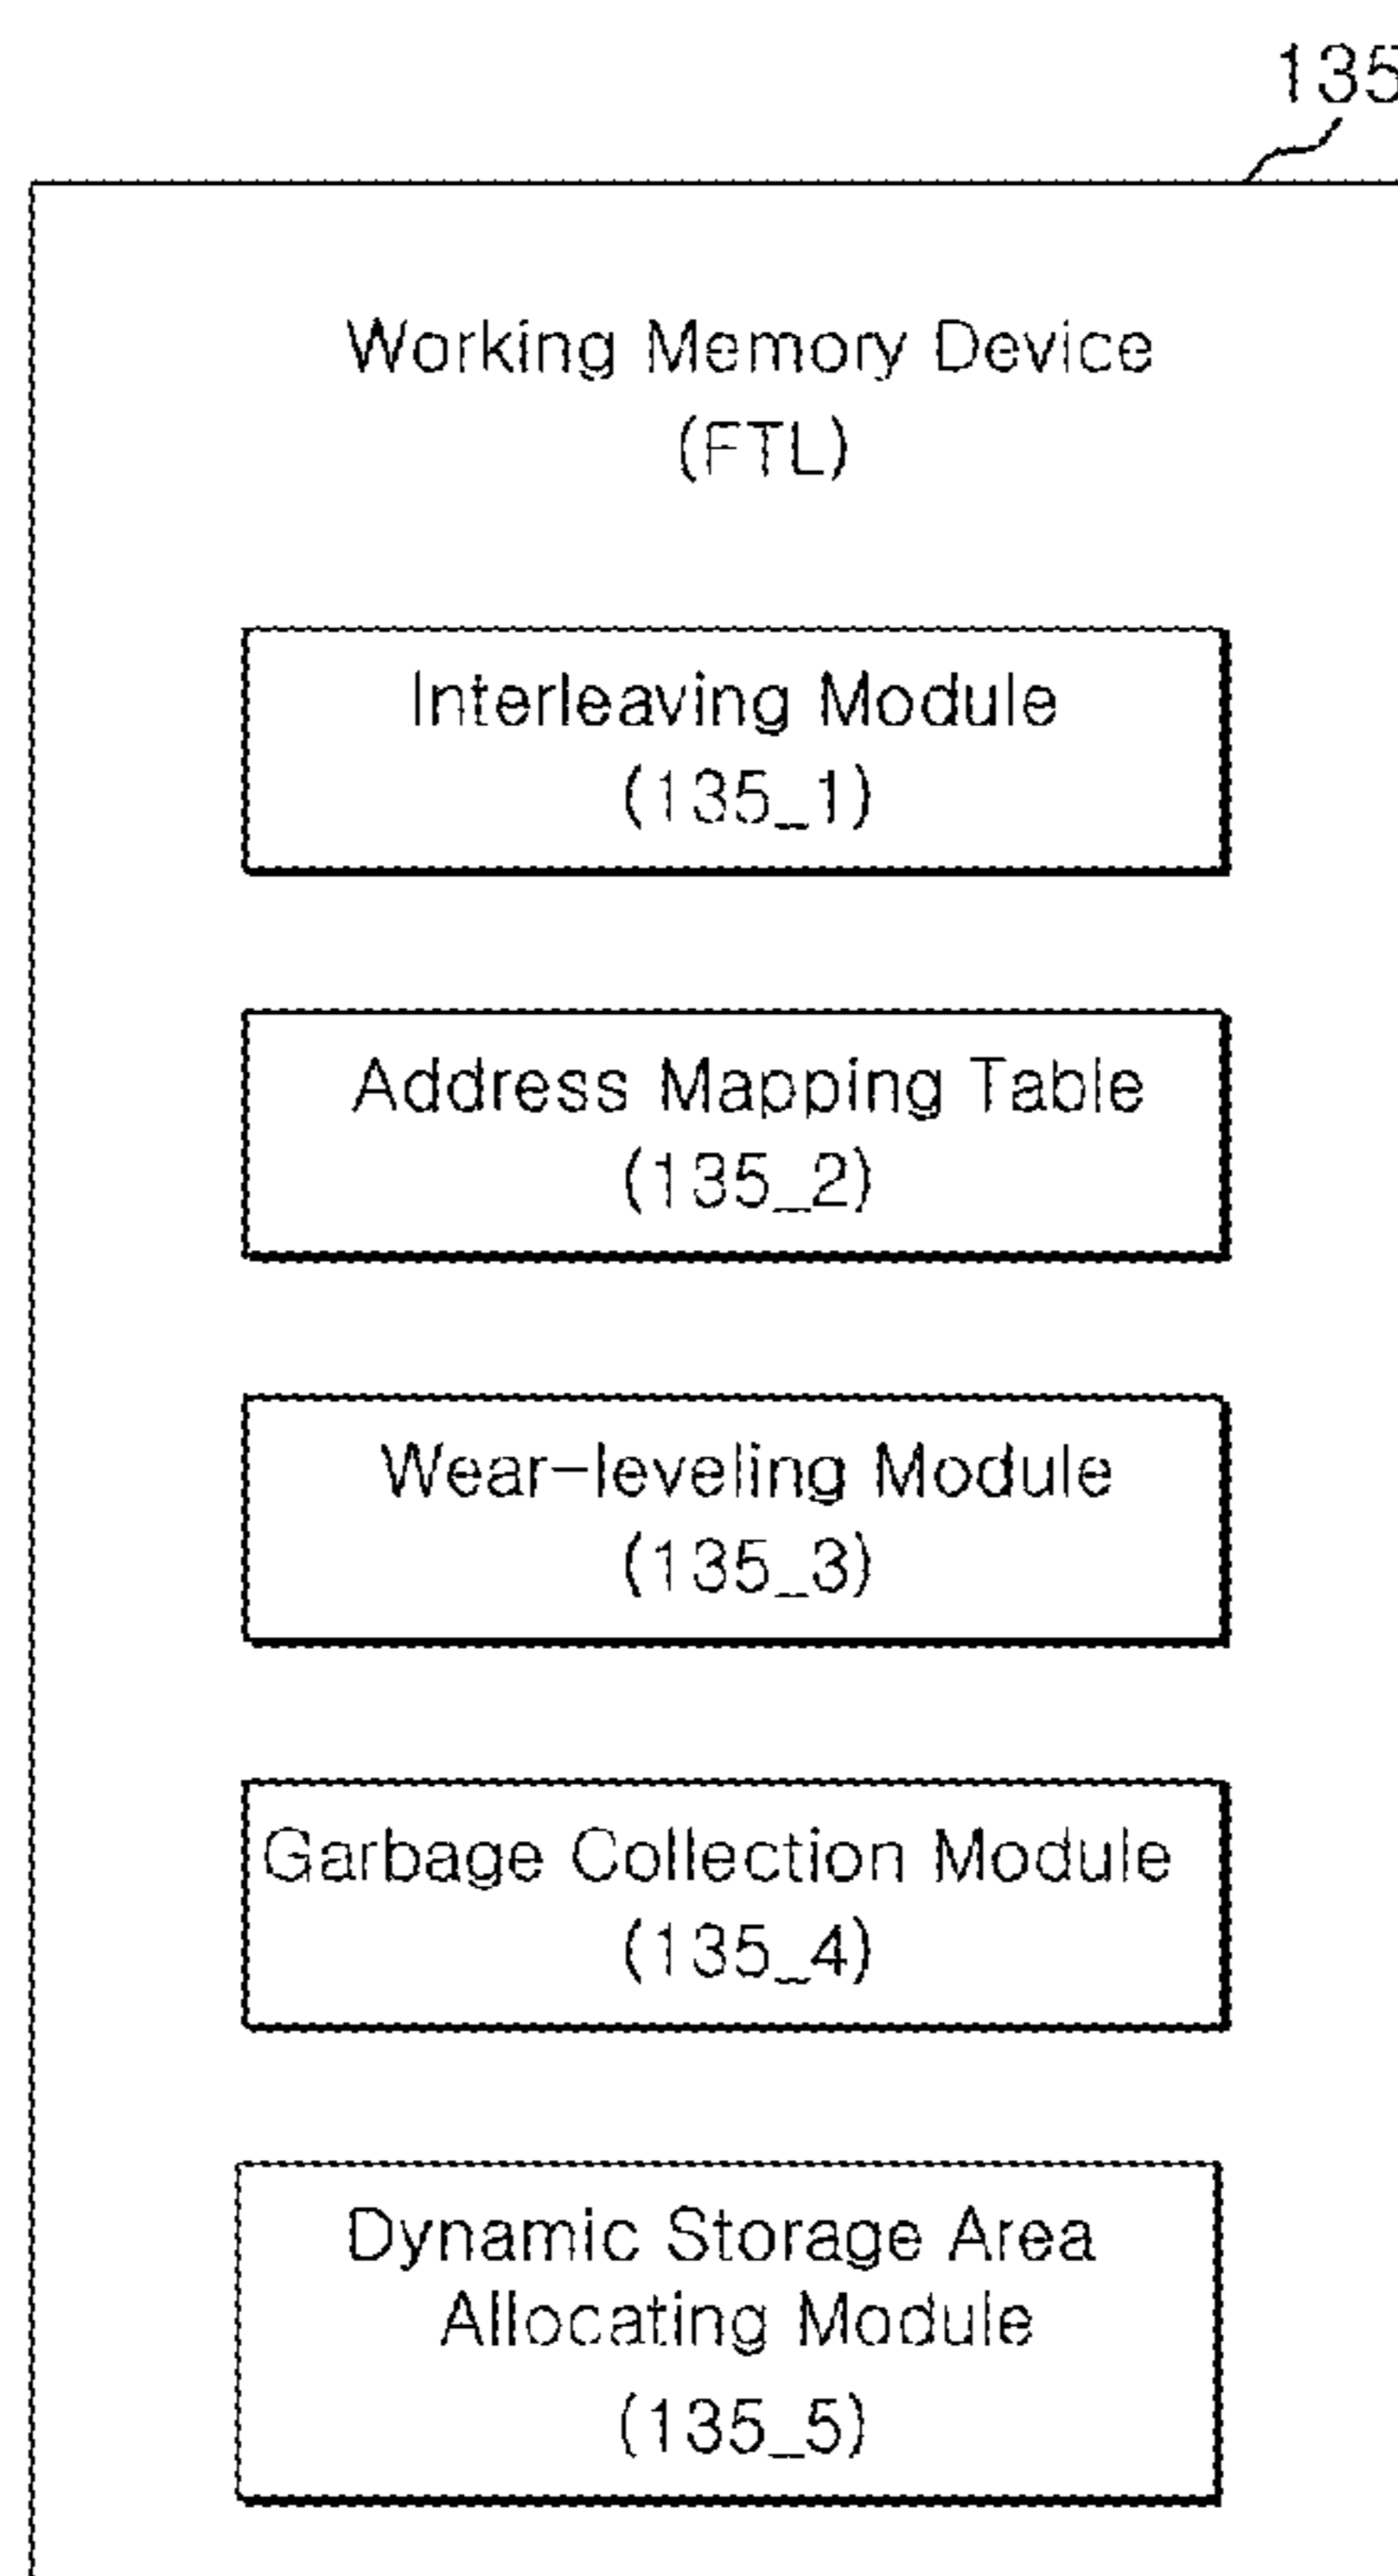 135
Working Memory Device
(FTL)
Interleaving Module
(135_1)
Address Mapping Table
(135_2)
Wear-leveling Module
(135_3)
Garbage Collection Module
(135_4)
Dynamic Storage Area
Allocating Module
(135_5)